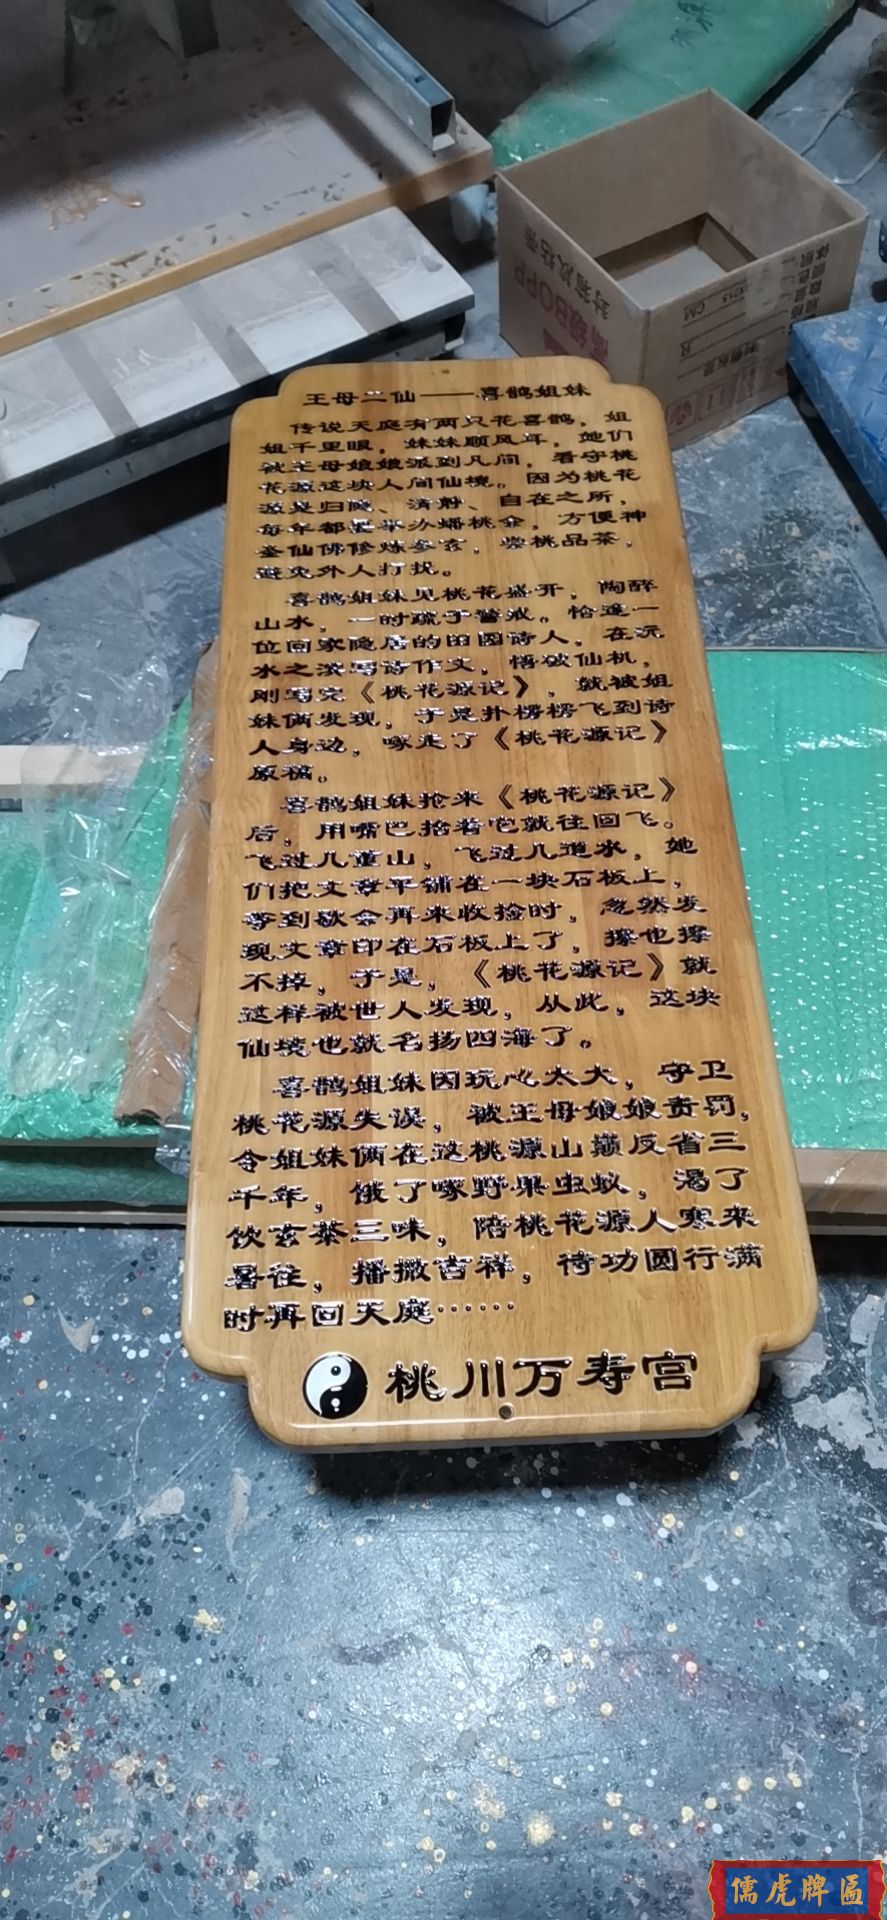 王母二仙——喜鹊姐妹
传说天庭有两只花喜鹊，姐
姐千里眼，妹妹顺风耳，她们
被王母娘娘派到凡间，看守桃
花源这块人间仙境。因为桃花
源是归隐、清静、自在之所，
每年都要举办蟠桃会，方便神
圣仙佛修炼参玄，尝桃品茶，
避免外人打扰。
喜鹊姐妹见桃花盛开，陶醉
山水，一时疏于警戒。恰逢一
位回家隐居的田园诗人，在沅
水之滨写诗作文，悟破仙机，
刚写完《桃花源记》，就被姐
妹俩发现，于是扑楞楞飞到诗
人身边，啄走了《桃花源记》
原稿。
喜鹊姐妹抢来《桃花源记》
后，用嘴巴拾着它就往回飞。
飞过几重山，飞过几道水，她
们把文章平铺在一块石板上，
等到歇会再来收捡时，忽然发
现文章印在石板上了，擦也擦
不掉，于是，《桃花源记》就
这样被世人发现，从此，这块
仙境也就名扬四海了。
喜鹊姐妹因玩心太大，守卫
桃花源失误，被王母娘娘责罚，
令姐妹俩在这桃源山巅反省三
千年，饿了啄野果虫蚁，渴了
饮玄茶三味，陪桃花源人寒来
暑往，播撒吉祥，待功圆行满
时再回天庭……
桃川万寿宫
高级BOPP
封箱胶粘带
儒虎牌匾